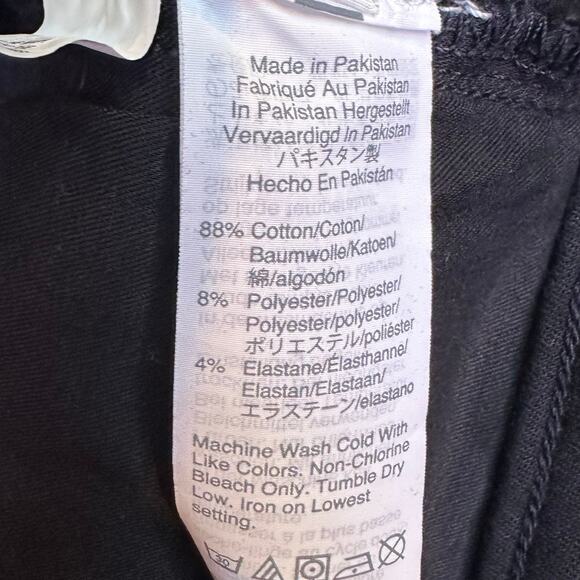 Made in Pakistan
Fabriqué Au Pakistan
In Pakistan Hergestellt
Vervaardigd In Pakistan
パキスタン製
Hecho En Pakistán
88% Cotton/Coton/
Baumwolle/Katoen/
綿/algodón
8% Polyester/Polyester/
Polyester/polyester/
ポリエステル/poliéster
4% Elastane/Élasthanne/
Elastan/Elastaan/
エラステーン/elastano
Machine Wash Cold With
Like Colors. Non-Chlorine
Bleach Only. Tumble Dry
Low. Iron on Lowest
setting.
30